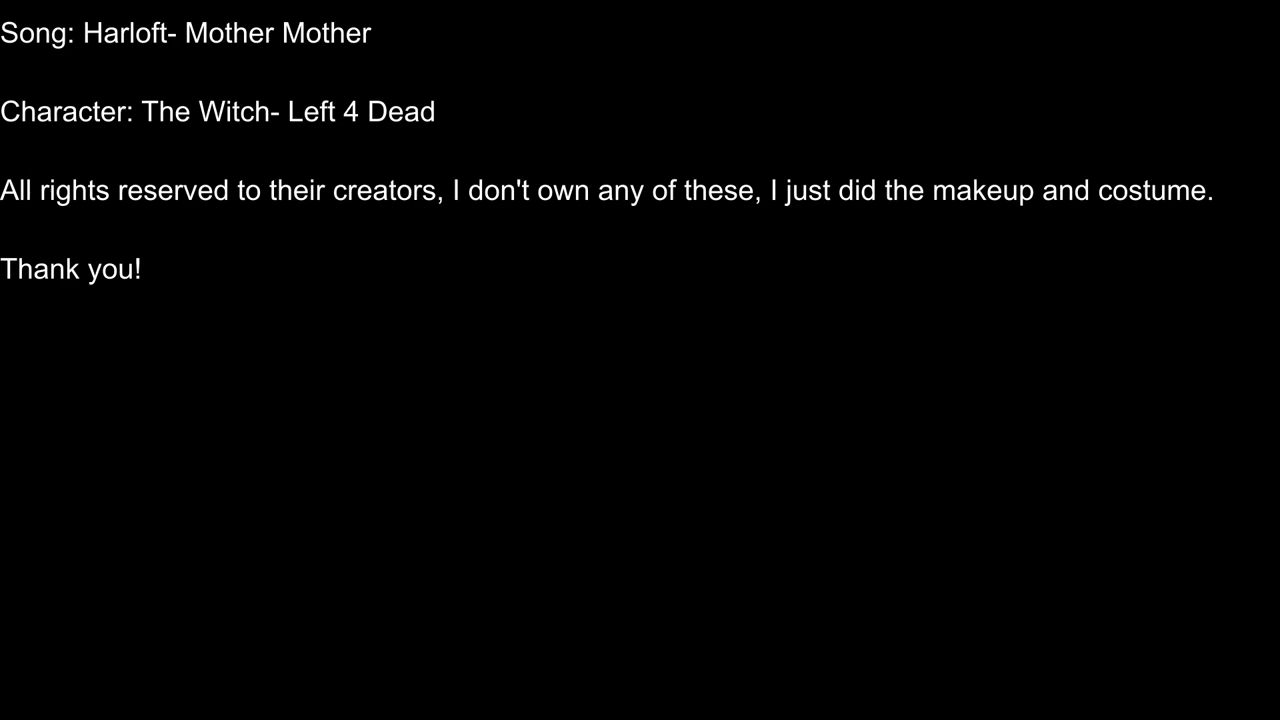 Song: Harloft- Mother Mother
Character: The Witch- Left 4 Dead
All rights reserved to their creators, I don't own any of these, I just did the makeup and costume.
Thank you!